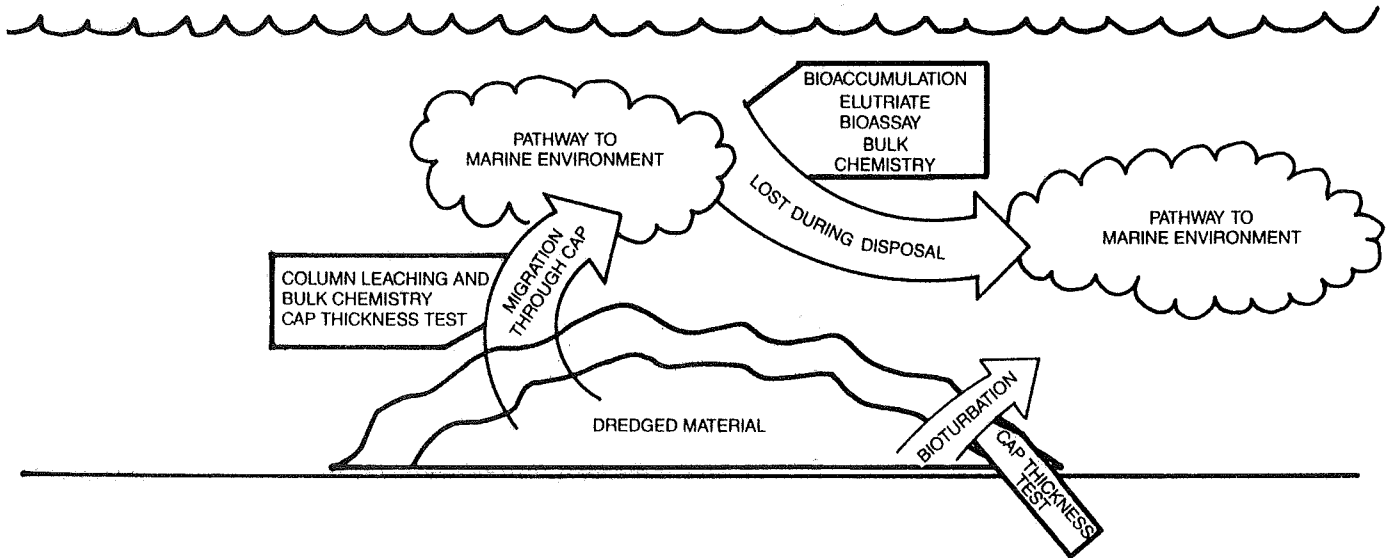 BIOACCUMULATION
ELUTRIATE
BIOASSAY
BULK
CHEMISTRY
PATHWAY TO
MARINE ENVIRONMENT
LOST DURING DISPOSAL
PATHWAY TO
MARINE ENVIRONMENT
COLUMN LEACHING AND
BULK CHEMISTRY
CAP THICKNESS TEST
MIGRATION
THROUGH CAP
DREDGED MATERIAL
BIOTURBATION
CAP THICKNESS
TEST